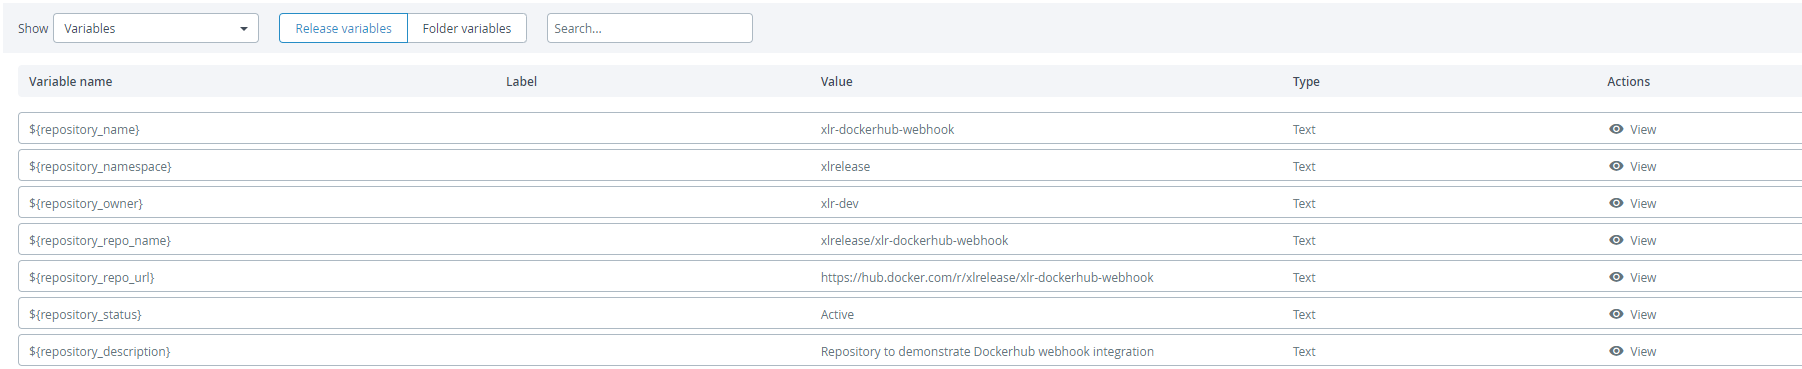 Show Variables Release variables Folder variables Search...
Variable name Label Value Type Actions
${repository_name} xlr-dockerhub-webhook Text View
${repository_namespace} xlrelease Text View
${repository_owner} xlr-dev Text View
${repository_repo_name} xlrelease/xlr-dockerhub-webhook Text View
${repository_repo_url} https://hub.docker.com/r/xlrelease/xlr-dockerhub-webhook Text View
${repository_status} Active Text View
${repository_description} Repository to demonstrate Dockerhub webhook integration Text View